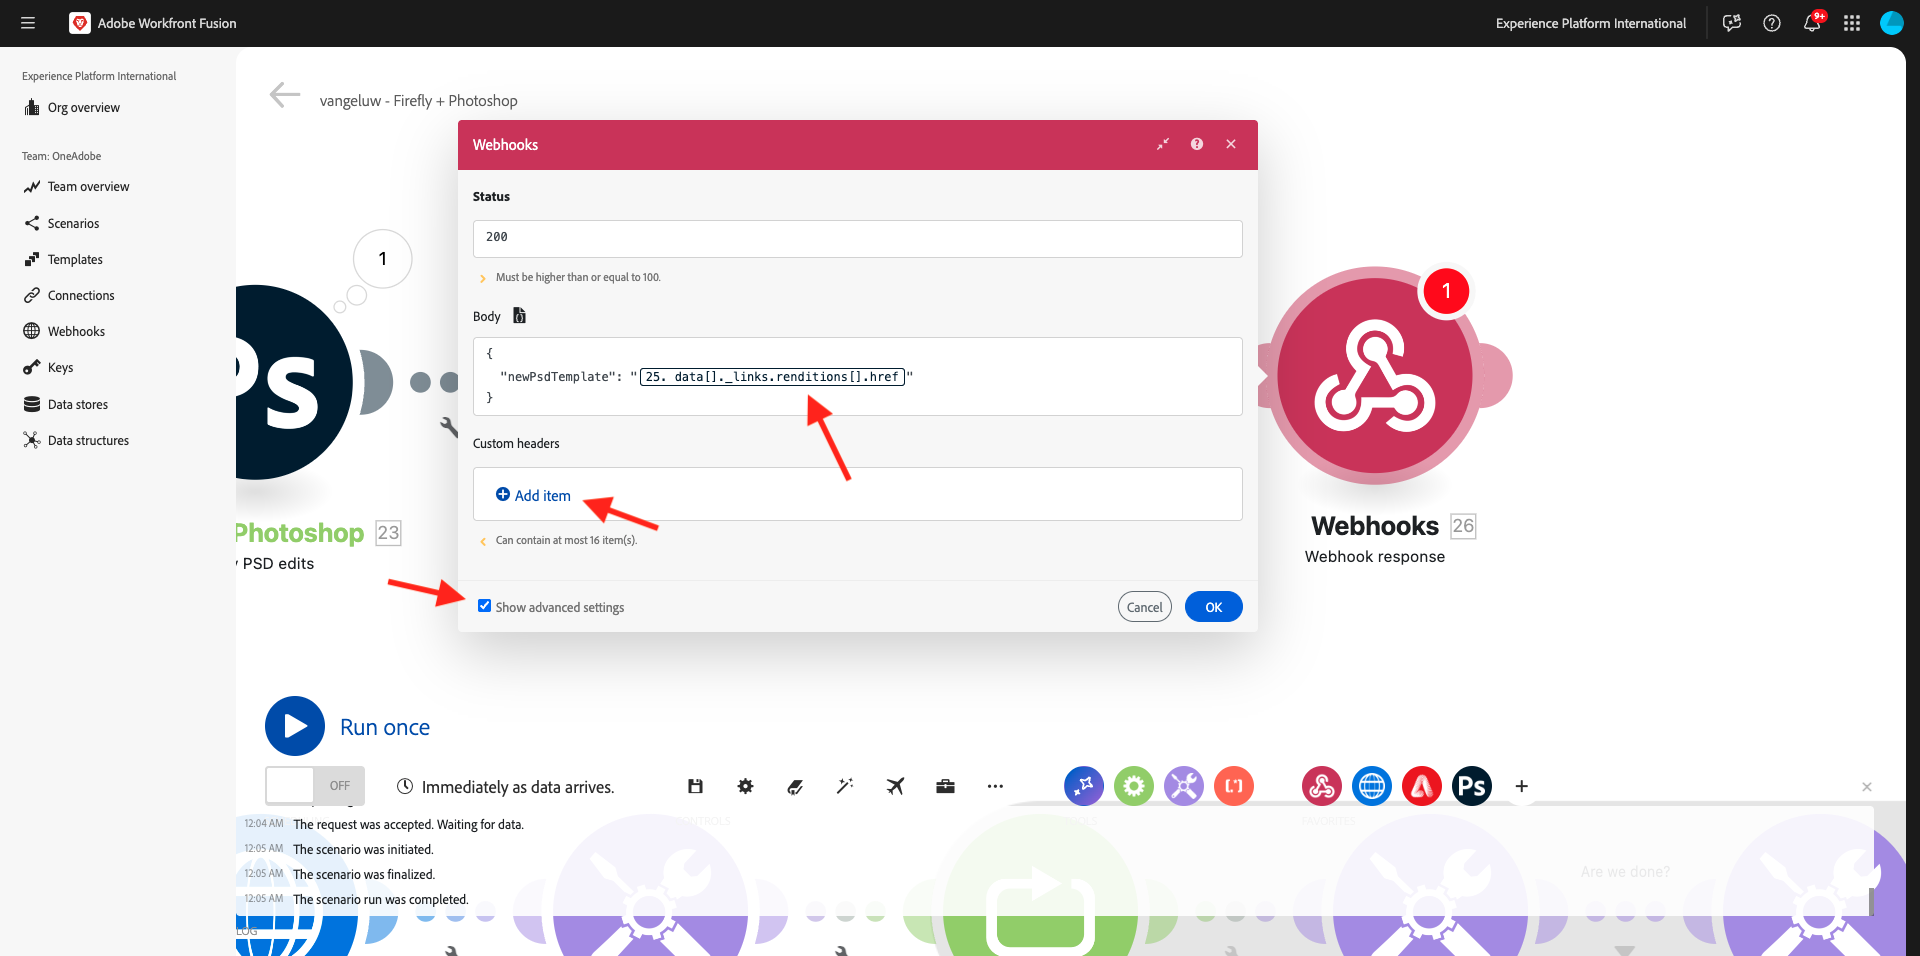 Adobe Workfront Fusion
Experience Platform International
9+
Experience Platform International
Org overview
Team: OneAdobe
Team overview
Scenarios
Templates
Connections
Webhooks
Keys
Data stores
Data structures
vangeluw - Firefly + Photoshop
1
Ps
Photoshop 23
y PSD edits
Webhooks
Status
200
Must be higher than or equal to 100.
Body
{
"newPsdTemplate": "25. data[]._links.renditions[].href"
}
Custom headers
Add item
Can contain at most 16 item(s).
Show advanced settings
Cancel
OK
1
Webhooks 26
Webhook response
Run once
OFF
Immediately as data arrives.
[*]
Ps
CONTROLS
TOOLS
FAVORITES
12:04 AM The request was accepted. Waiting for data.
12:05 AM The scenario was initiated.
12:05 AM The scenario was finalized.
12:05 AM The scenario run was completed.
LOG
Are we done?